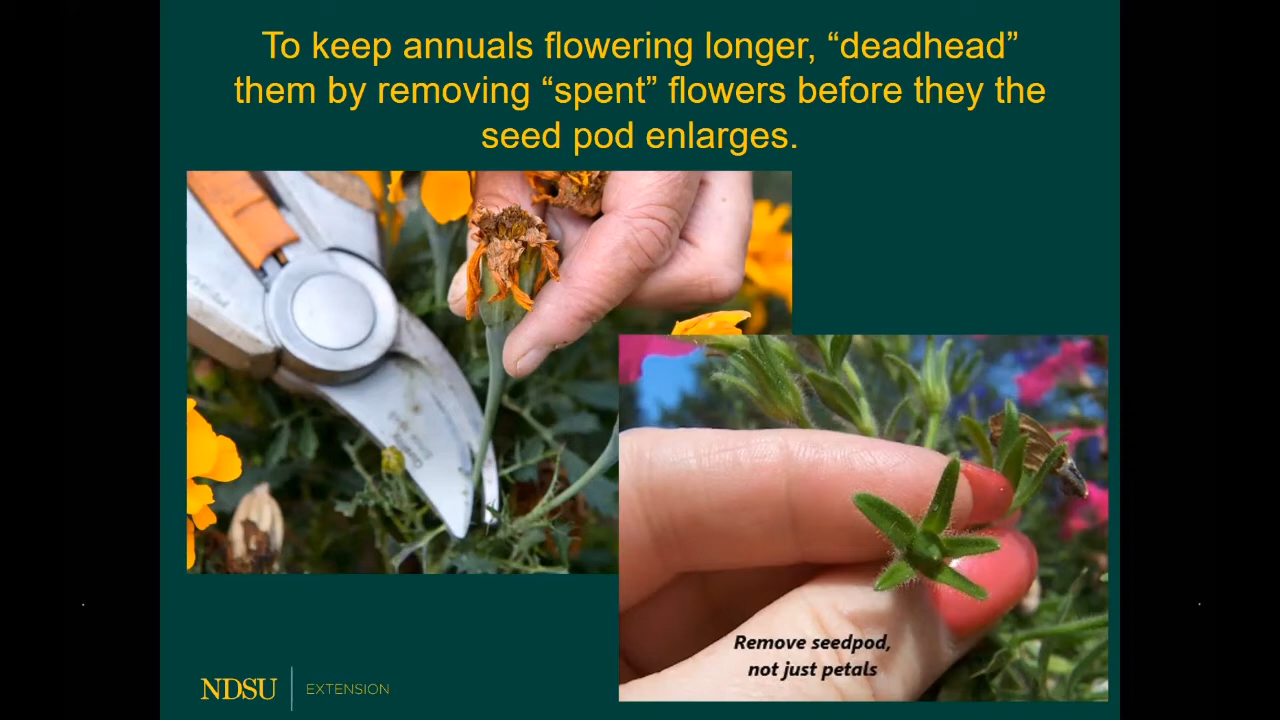 To keep annuals flowering longer, “deadhead”
them by removing “spent” flowers before they the
seed pod enlarges.
Remove seedpod,
not just petals
NDSU | EXTENSION